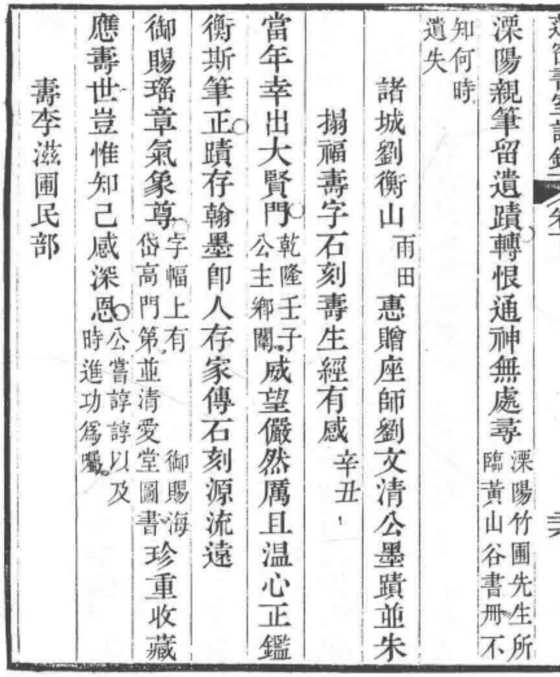 溧陽親筆留遺蹟轉恨通神無處尋溧陽竹圃先生所臨黃山谷書冊不
知何時遺失
諸城劉衡山雨田惠贈座師劉文清公墨蹟並朱
搨福壽字石刻壽生經有感辛丑
當年幸出大賢門乾隆壬子公主鄉闈威望儼然厲且温心正鑑
衡斯筆正蹟存翰墨卽人存家傳石刻源流遠
御賜瑤章氣象尊字幅上有御賜海岱高門第並清愛堂圖書珍重收藏
應壽世豈惟知己感深恩公嘗諄諄以及時進功爲囑
壽李滋圃民部